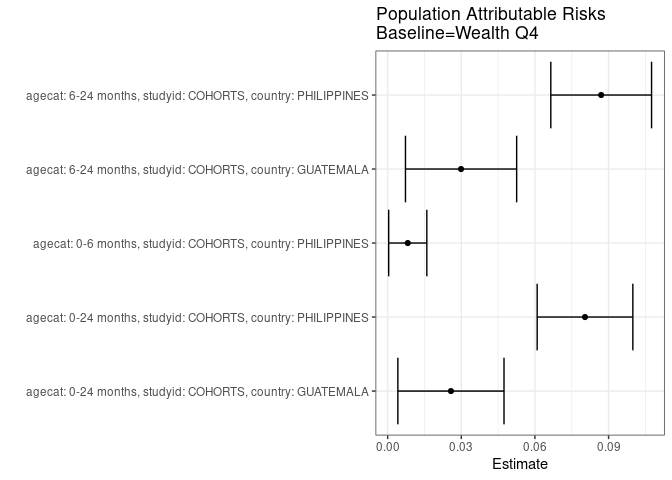 Population Attributable Risks
Baseline=Wealth Q4
agecat: 6-24 months, studyid: COHORTS, country: PHILIPPINES
agecat: 6-24 months, studyid: COHORTS, country: GUATEMALA
agecat: 0-6 months, studyid: COHORTS, country: PHILIPPINES
agecat: 0-24 months, studyid: COHORTS, country: PHILIPPINES
agecat: 0-24 months, studyid: COHORTS, country: GUATEMALA
0.00 0.03 0.06 0.09
Estimate